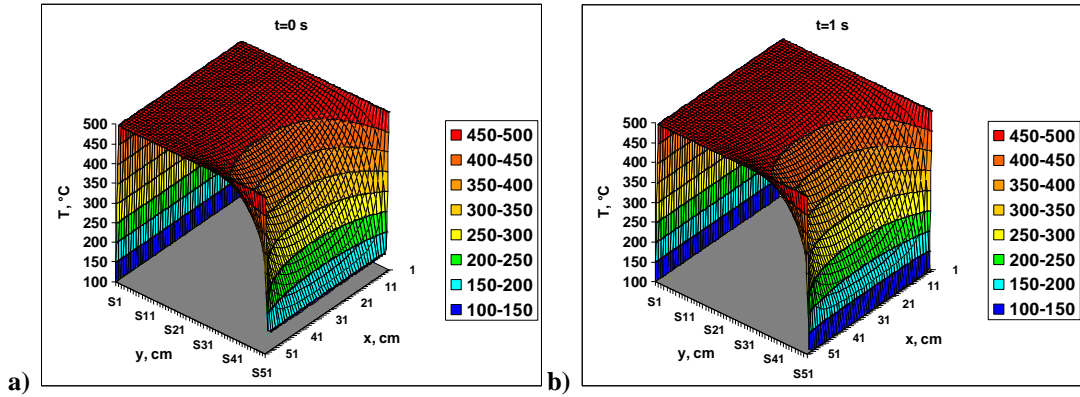 t=0 s
500
450
400
350
300
250
200
150
100
T, °C
S1
S11
S21
S31
S41
S51
y, cm
51
41
31
21
11
1
x, cm
450-500
400-450
350-400
300-350
250-300
200-250
150-200
100-150
a)
t=1 s
500
450
400
350
300
250
200
150
100
T, °C
S1
S11
S21
S31
S41
S51
y, cm
51
41
31
21
11
1
x, cm
450-500
400-450
350-400
300-350
250-300
200-250
150-200
100-150
b)